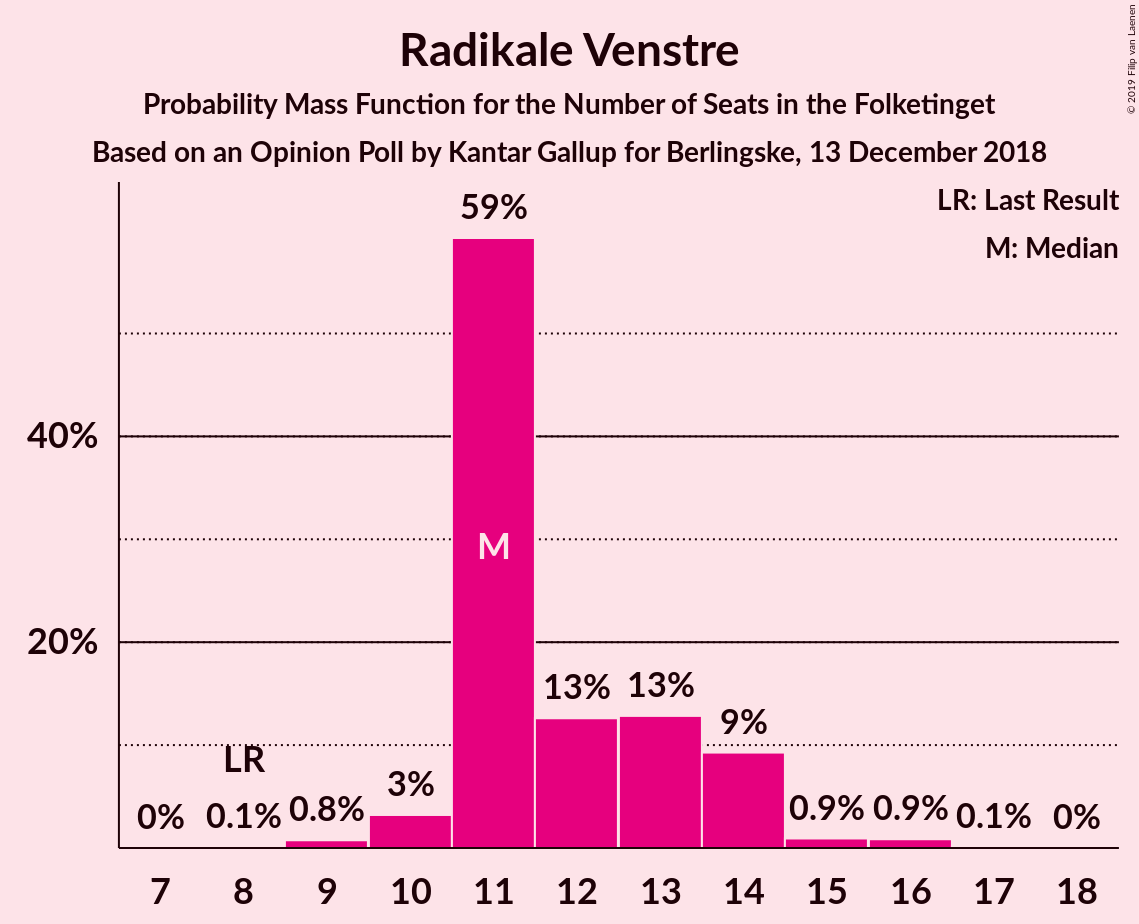 Radikale Venstre
Probability Mass Function for the Number of Seats in the Folketinget
Based on an Opinion Poll by Kantar Gallup for Berlingske, 13 December 2018
© 2019 Filip van Laenen
LR: Last Result
M: Median
59%
40%
M
20%
13%
13%
9%
LR
3%
0%
0.1%
0.8%
0.9%
0.9%
0.1%
0%
7 8 9 10 11 12 13 14 15 16 17 18